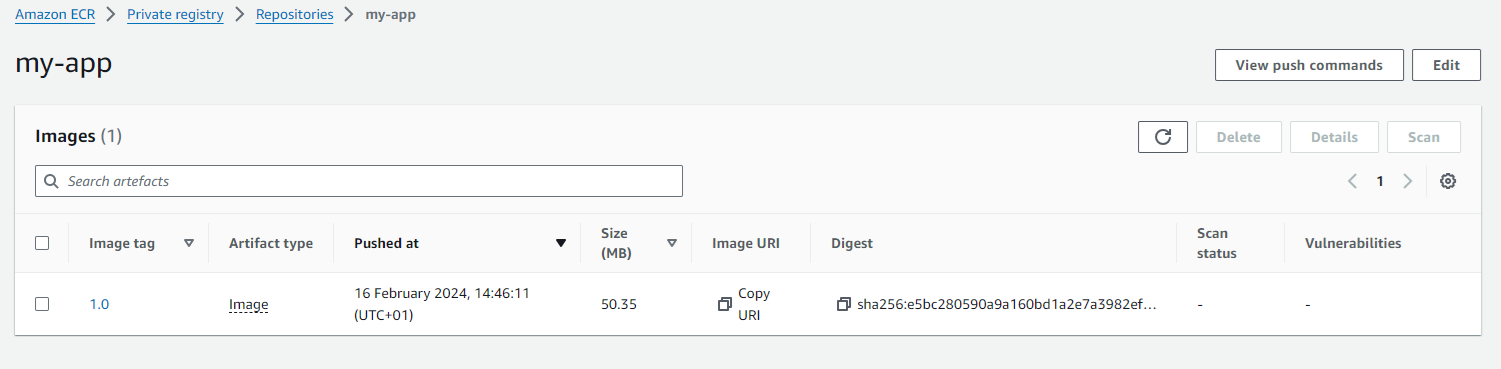 Amazon ECR > Private registry > Repositories > my-app
my-app
View push commands
Edit
Images (1)
Delete
Details
Scan
Search artefacts
1
Image tag
Artifact type
Pushed at
Size
(MB)
Image URI
Digest
Scan
status
Vulnerabilities
1.0
Image
16 February 2024, 14:46:11
(UTC+01)
50.35
Copy
URI
sha256:e5bc280590a9a160bd1a2e7a3982ef...
-
-